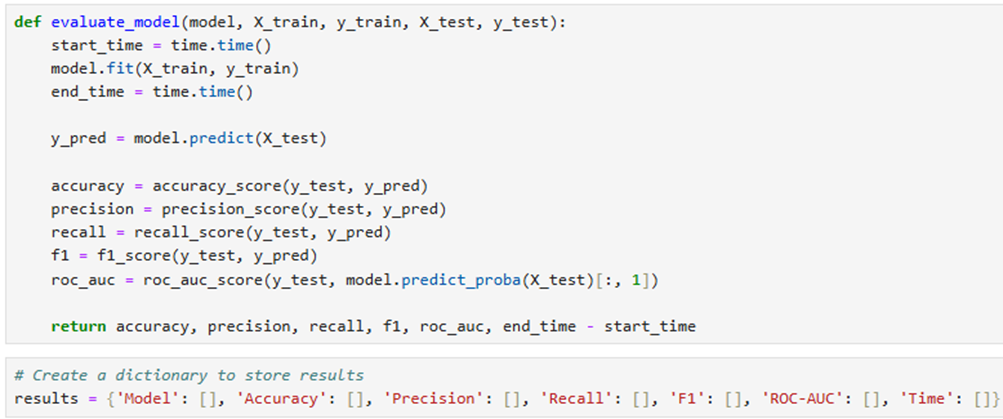 def evaluate_model(model, X_train, y_train, X_test, y_test):
    start_time = time.time()
    model.fit(X_train, y_train)
    end_time = time.time()
    y_pred = model.predict(X_test)
    accuracy = accuracy_score(y_test, y_pred)
    precision = precision_score(y_test, y_pred)
    recall = recall_score(y_test, y_pred)
    f1 = f1_score(y_test, y_pred)
    roc_auc = roc_auc_score(y_test, model.predict_proba(X_test)[:, 1])
    return accuracy, precision, recall, f1, roc_auc, end_time - start_time
# Create a dictionary to store results
results = {'Model': [], 'Accuracy': [], 'Precision': [], 'Recall': [], 'F1': [], 'ROC-AUC': [], 'Time': []}